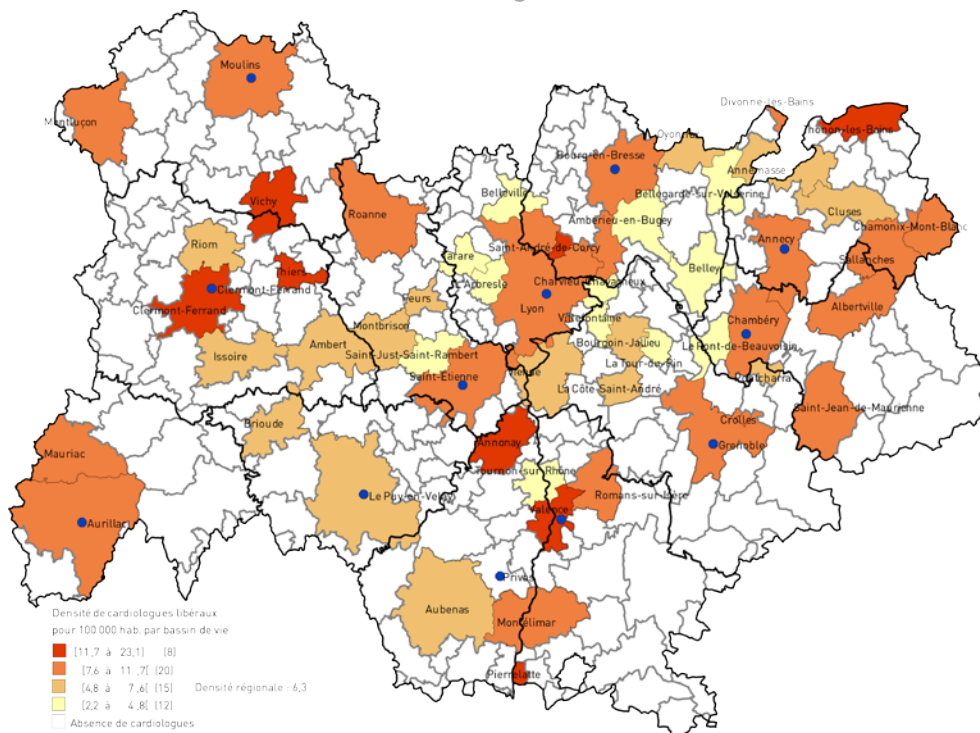 Moulins
Montluçon
Divonne-les-Bains
Thonon-les-Bains
Oyonnax
Bourg-en-Bresse
Annemasse
Bellegarde-sur-Valserine
Vichy
Roanne
Belleville
Cluses
Ambérieu-en-Bugey
Chamonix-Mont-Blanc
Riom
Saint-André-de-Corcy
Annecy
Tarare
Sallanches
Thiers
Belley
L'Arbresle
Charvieu-Chavagneux
Clermont-Ferrand
Clermont-Ferrand
Feurs
Lyon
Albertville
Chambéry
Montbrison
Villefontaine
Ambert
Bourgoin-Jallieu
Le Pont-de-Beauvoisin
Issoire
Saint-Just-Saint-Rambert
La Tour-du-Pin
Vienne
Pontcharra
Saint-Etienne
La Côte-Saint-André
Saint-Jean-de-Maurienne
Brioude
Crolles
Annonay
Grenoble
Mauriac
Tournon-sur-Rhône
Le Puy-en-Velay
Romans-sur-Isère
Valence
Aurillac
Privas
Aubenas
Montélimar
Pierrelatte
Densité de cardiologues libéraux
pour 100 000 hab. par bassin de vie
[11,7 à 23,1] (8)
[7,6 à 11 ,7[ (20)
[4,8 à 7 ,6[ (15) Densité régionale : 6,3
[2,2 à 4 ,8[ (12)
Absence de cardiologues